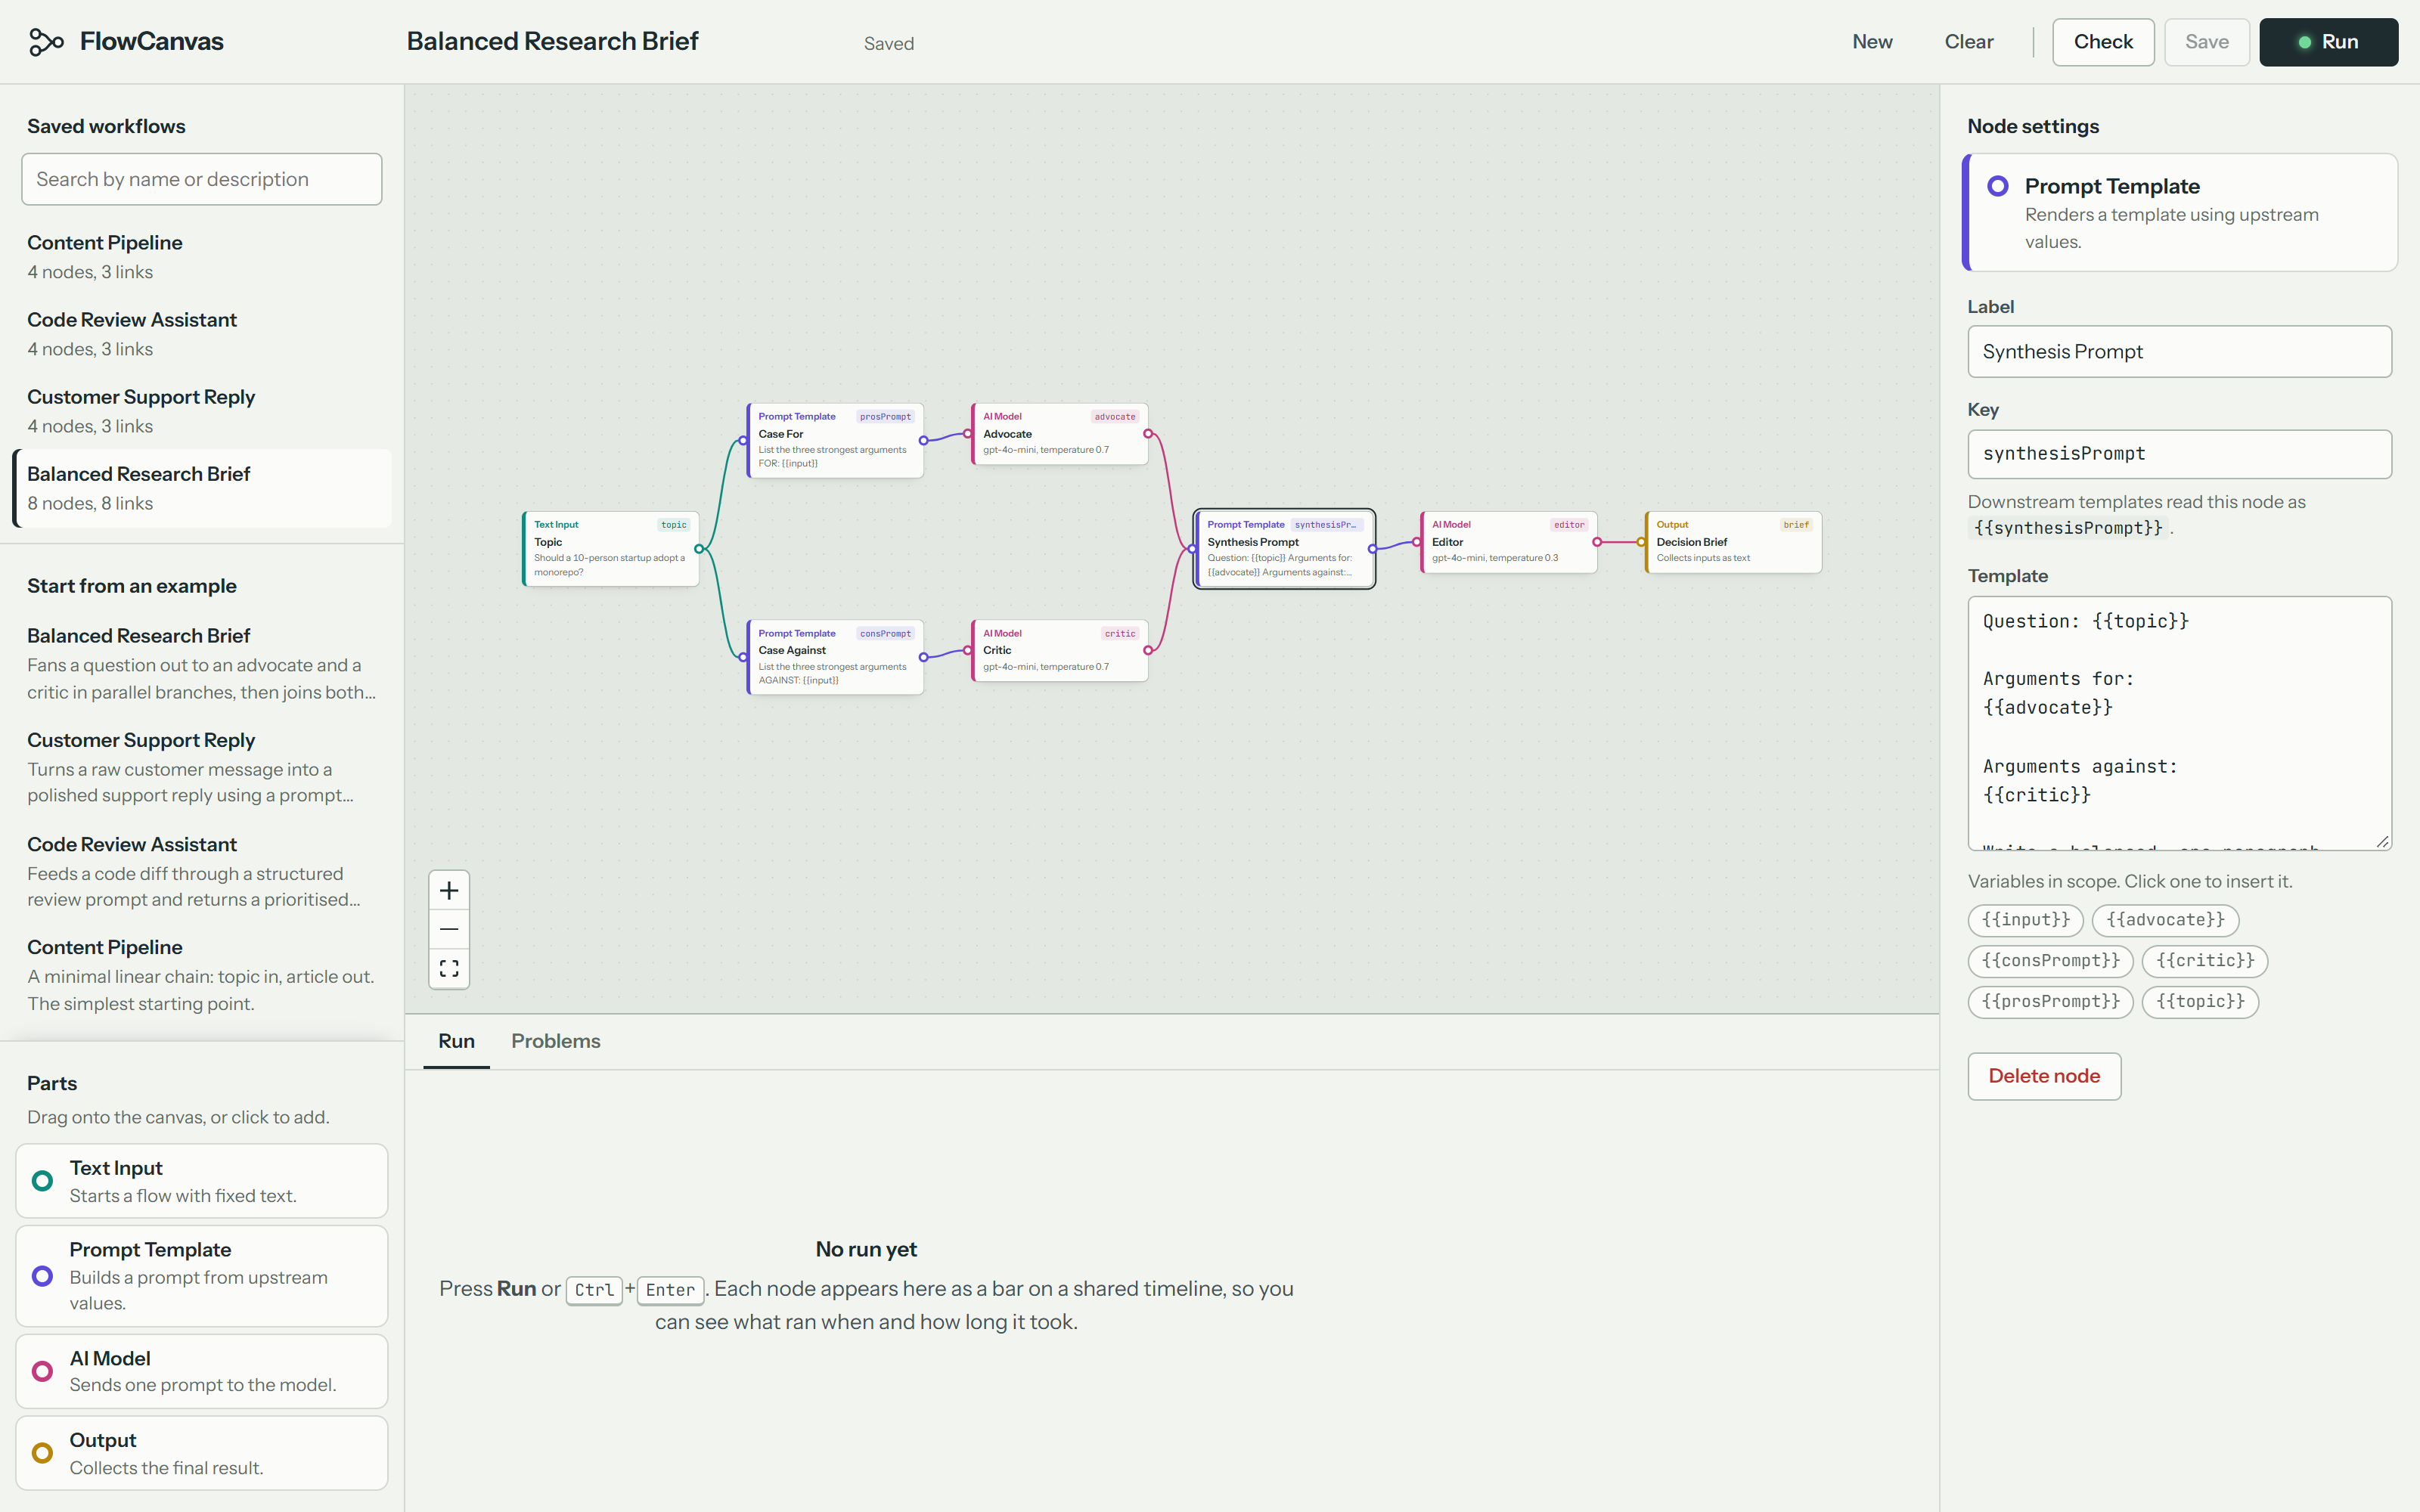 FlowCanvas
Balanced Research Brief
Saved
New
Clear
Check
Save
Run
Saved workflows
Search by name or description
Content Pipeline
4 nodes, 3 links
Code Review Assistant
4 nodes, 3 links
Customer Support Reply
4 nodes, 3 links
Balanced Research Brief
8 nodes, 8 links
Start from an example
Balanced Research Brief
Fans a question out to an advocate and a
critic in parallel branches, then joins both...
Customer Support Reply
Turns a raw customer message into a
polished support reply using a prompt...
Code Review Assistant
Feeds a code diff through a structured
review prompt and returns a prioritised...
Content Pipeline
A minimal linear chain: topic in, article out.
The simplest starting point.
Parts
Drag onto the canvas, or click to add.
Text Input
Starts a flow with fixed text.
Prompt Template
Builds a prompt from upstream
values.
AI Model
Sends one prompt to the model.
Output
Collects the final result.
Text Input
topic
Topic
Should a 10-person startup adopt a
monorepo?
Prompt Template
prosPrompt
Case For
List the three strongest arguments
FOR: {{input}}
AI Model
advocate
Advocate
gpt-4o-mini, temperature 0.7
Prompt Template
consPrompt
Case Against
List the three strongest arguments
AGAINST: {{input}}
AI Model
critic
Critic
gpt-4o-mini, temperature 0.7
Prompt Template
synthesisPr...
Synthesis Prompt
Question: {{topic}} Arguments for:
{{advocate}} Arguments against:...
AI Model
editor
Editor
gpt-4o-mini, temperature 0.3
Output
brief
Decision Brief
Collects inputs as text
Run
Problems
No run yet
Press Run or Ctrl+Enter. Each node appears here as a bar on a shared timeline, so you
can see what ran when and how long it took.
Node settings
Prompt Template
Renders a template using upstream
values.
Label
Synthesis Prompt
Key
synthesisPrompt
Downstream templates read this node as
{{synthesisPrompt}}.
Template
Question: {{topic}}
Arguments for:
{{advocate}}
Arguments against:
{{critic}}
Variables in scope. Click one to insert it.
{{input}}
{{advocate}}
{{consPrompt}}
{{critic}}
{{prosPrompt}}
{{topic}}
Delete node